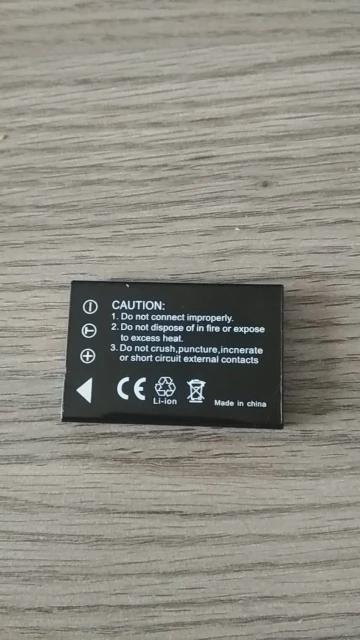 CAUTION:
1. Do not connect improperly.
2. Do not dispose of in fire or expose
to excess heat.
3. Do not crush,puncture,incnerate
or short circuit external contacts
CE
Li-ion
Made in china